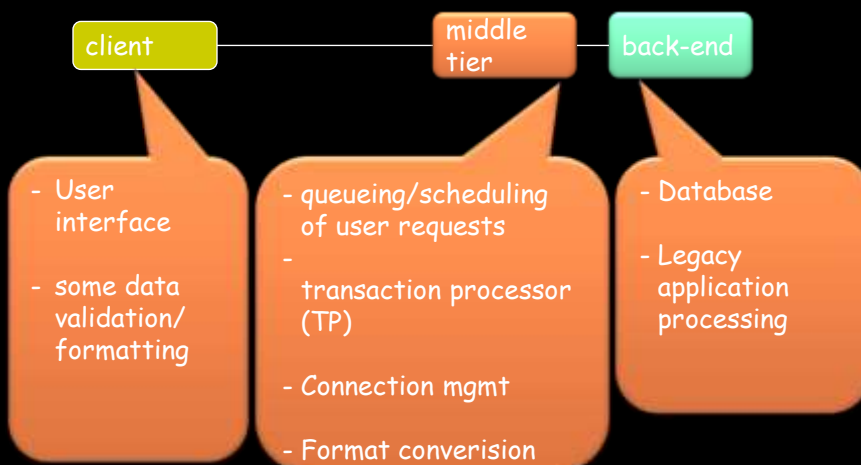 client
middle
tier
back-end
- User
interface
- some data
validation/
formatting
- queueing/scheduling
of user requests
-
transaction processor
(TP)
- Connection mgmt
- Format converision
- Database
- Legacy
application
processing